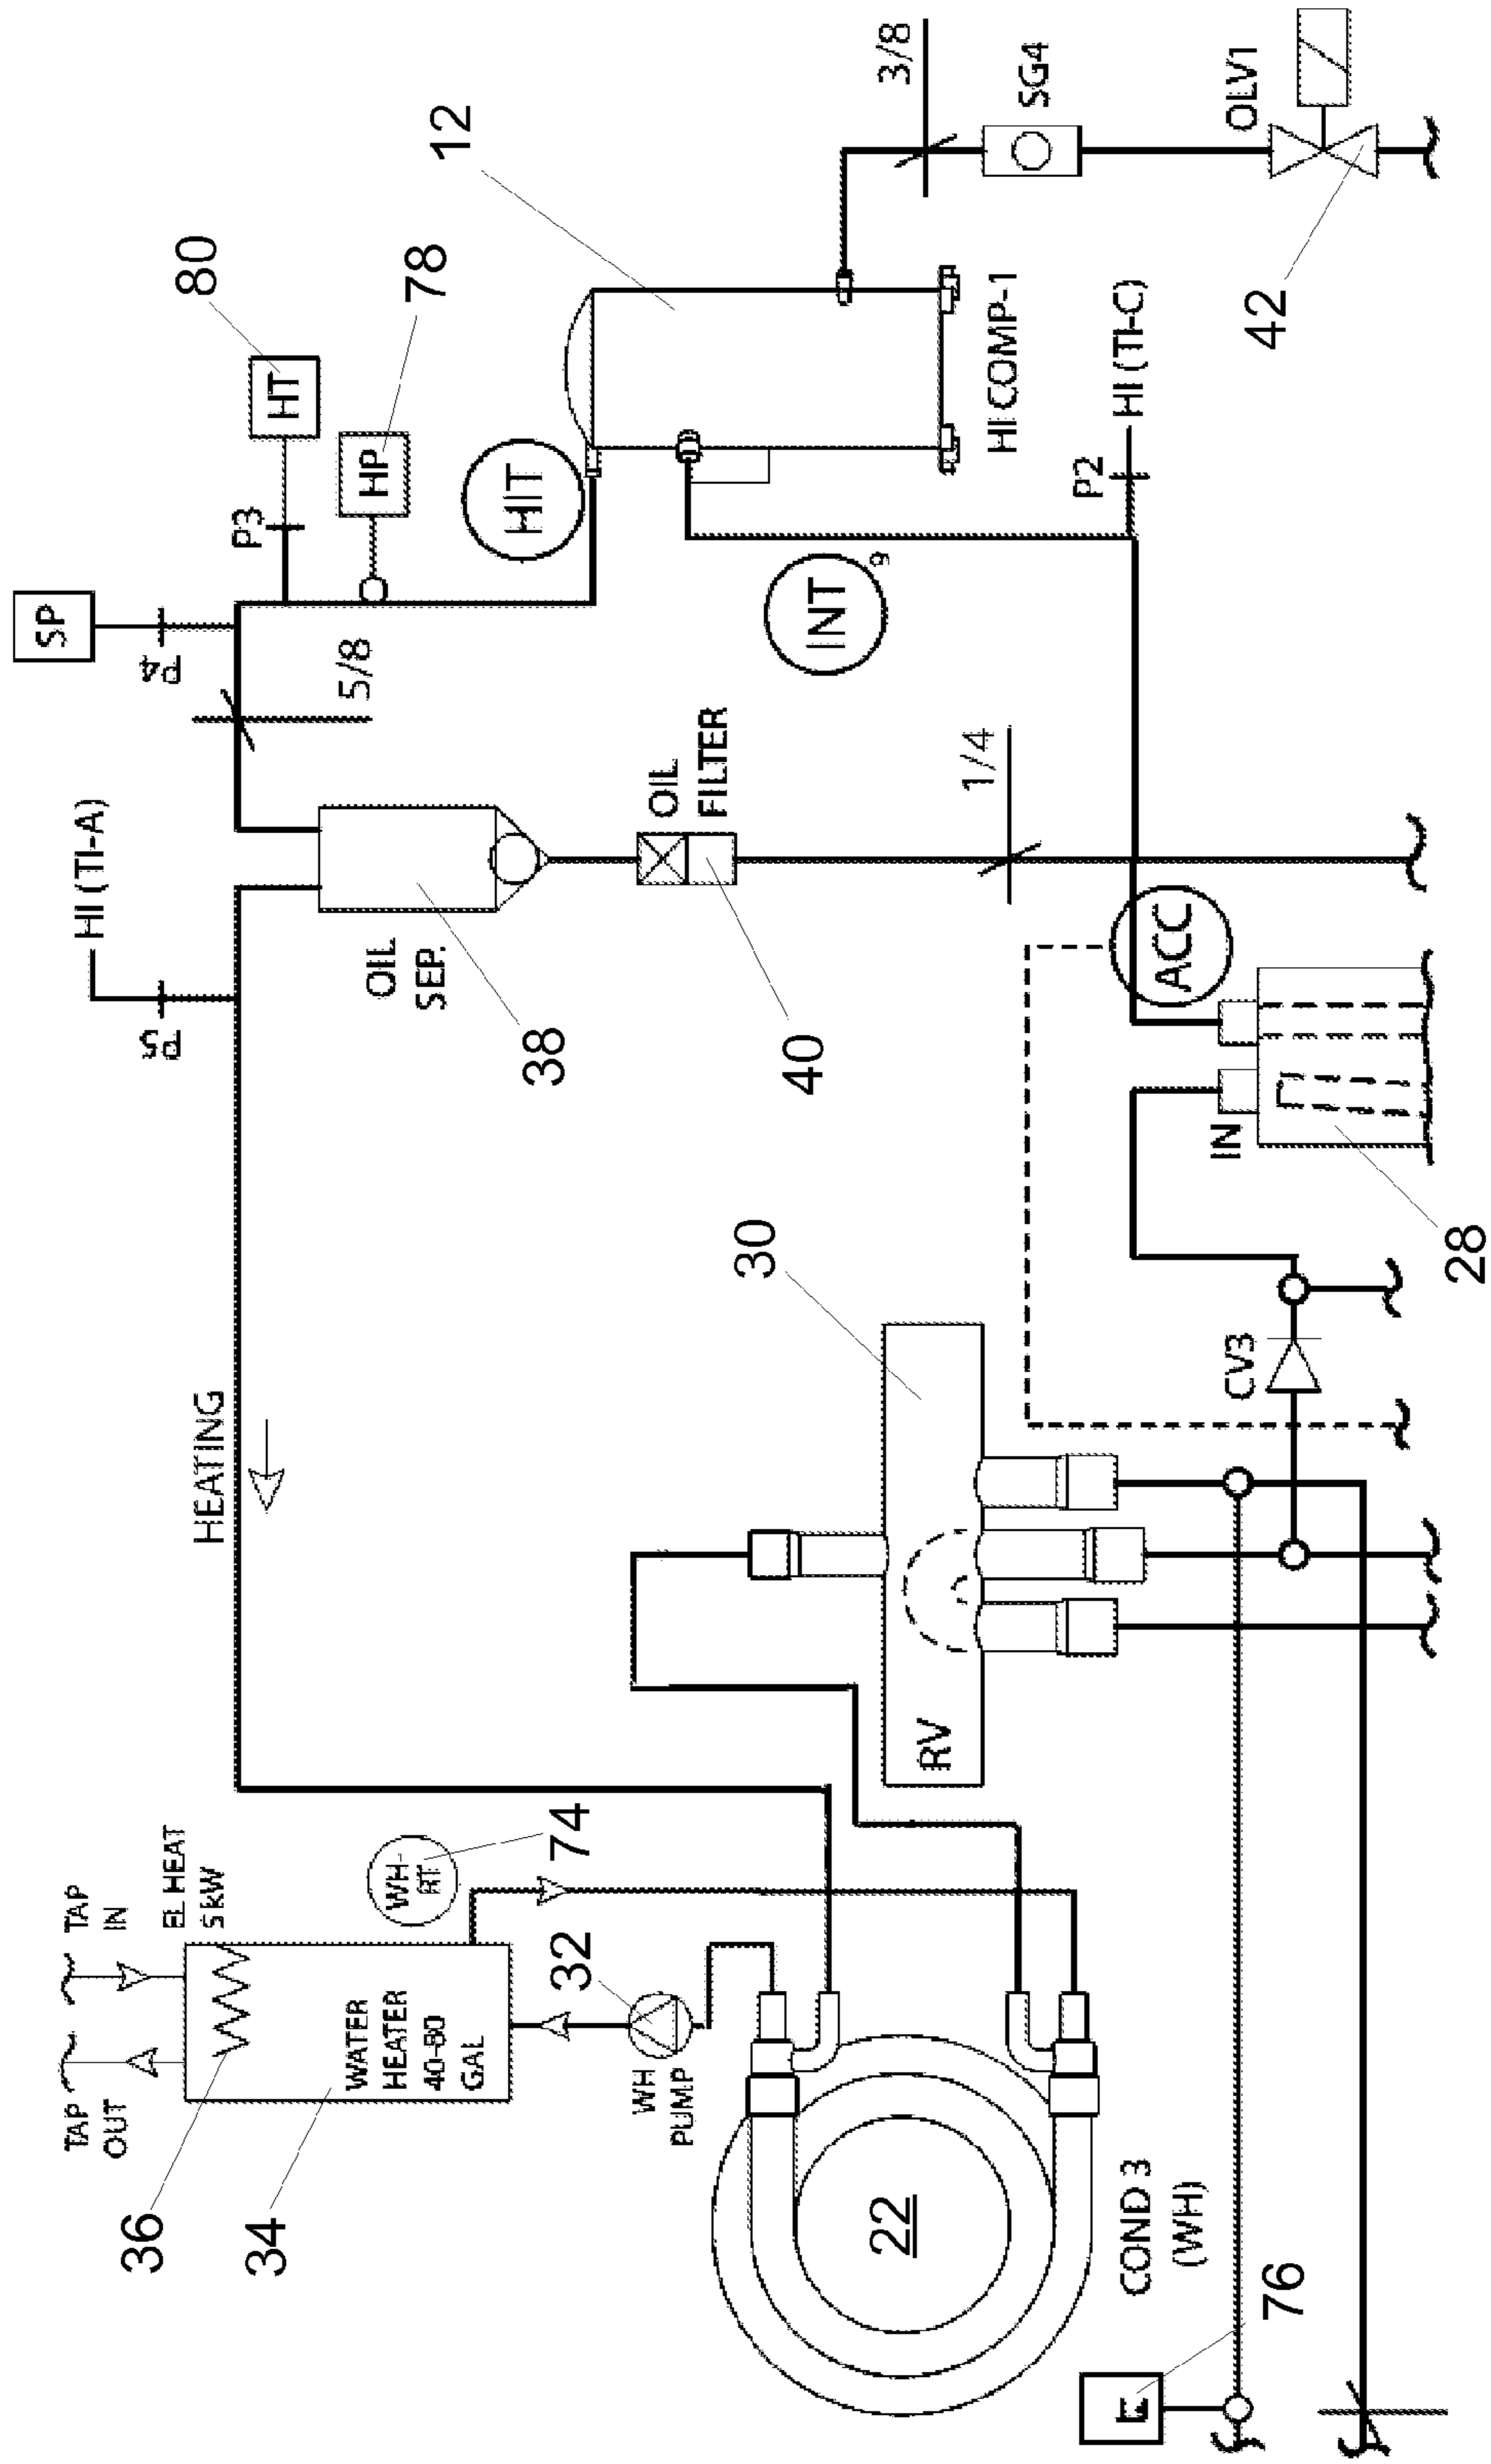 TAP
OUT
TAP
IN
EL HEAT
5 kW
36
34
WATER
HEATER
40-80
GAL
WH-
RT
74
32
WH
PUMP
22
COND 3
(WH)
76
HEATING
RV
30
HI (TI-A)
P5
SP
P4
5/8
P3
HT
80
HP
78
OIL
SEP.
38
OIL
FILTER
40
HIT
12
INT
9
HI COMP-1
1/4
P2
HI (TI-C)
3/8
SG4
OLV1
42
ACC
IN
CV3
28